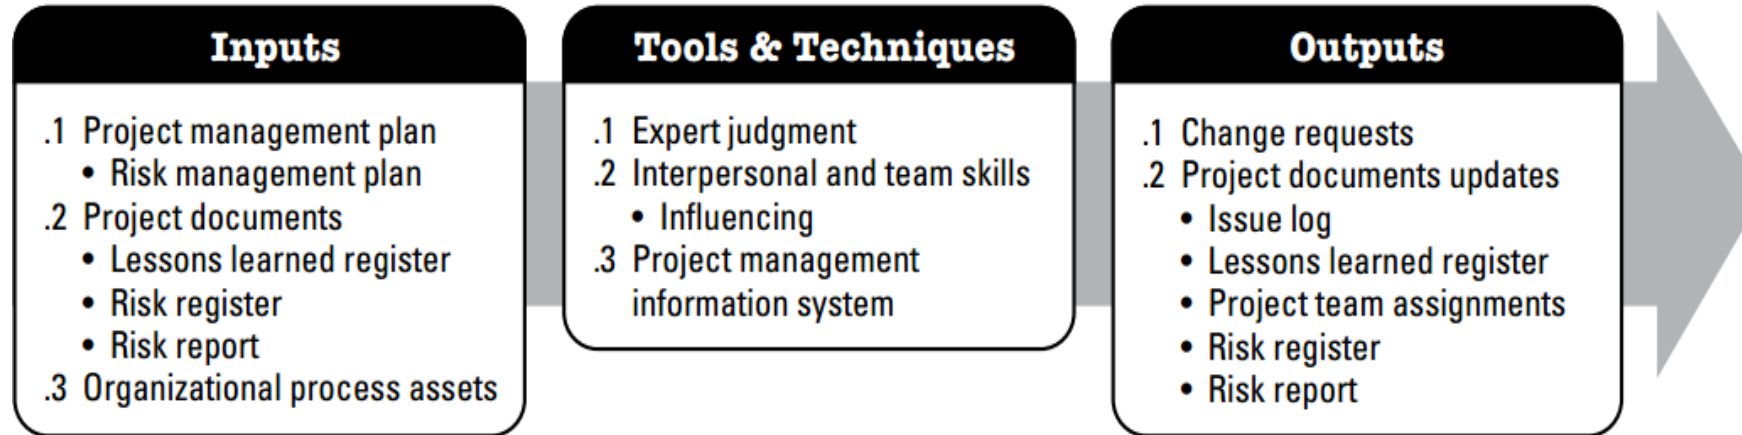 Inputs
.1 Project management plan
• Risk management plan
.2 Project documents
• Lessons learned register
• Risk register
• Risk report
.3 Organizational process assets
Tools & Techniques
.1 Expert judgment
.2 Interpersonal and team skills
• Influencing
.3 Project management
information system
Outputs
.1 Change requests
.2 Project documents updates
• Issue log
• Lessons learned register
• Project team assignments
• Risk register
• Risk report